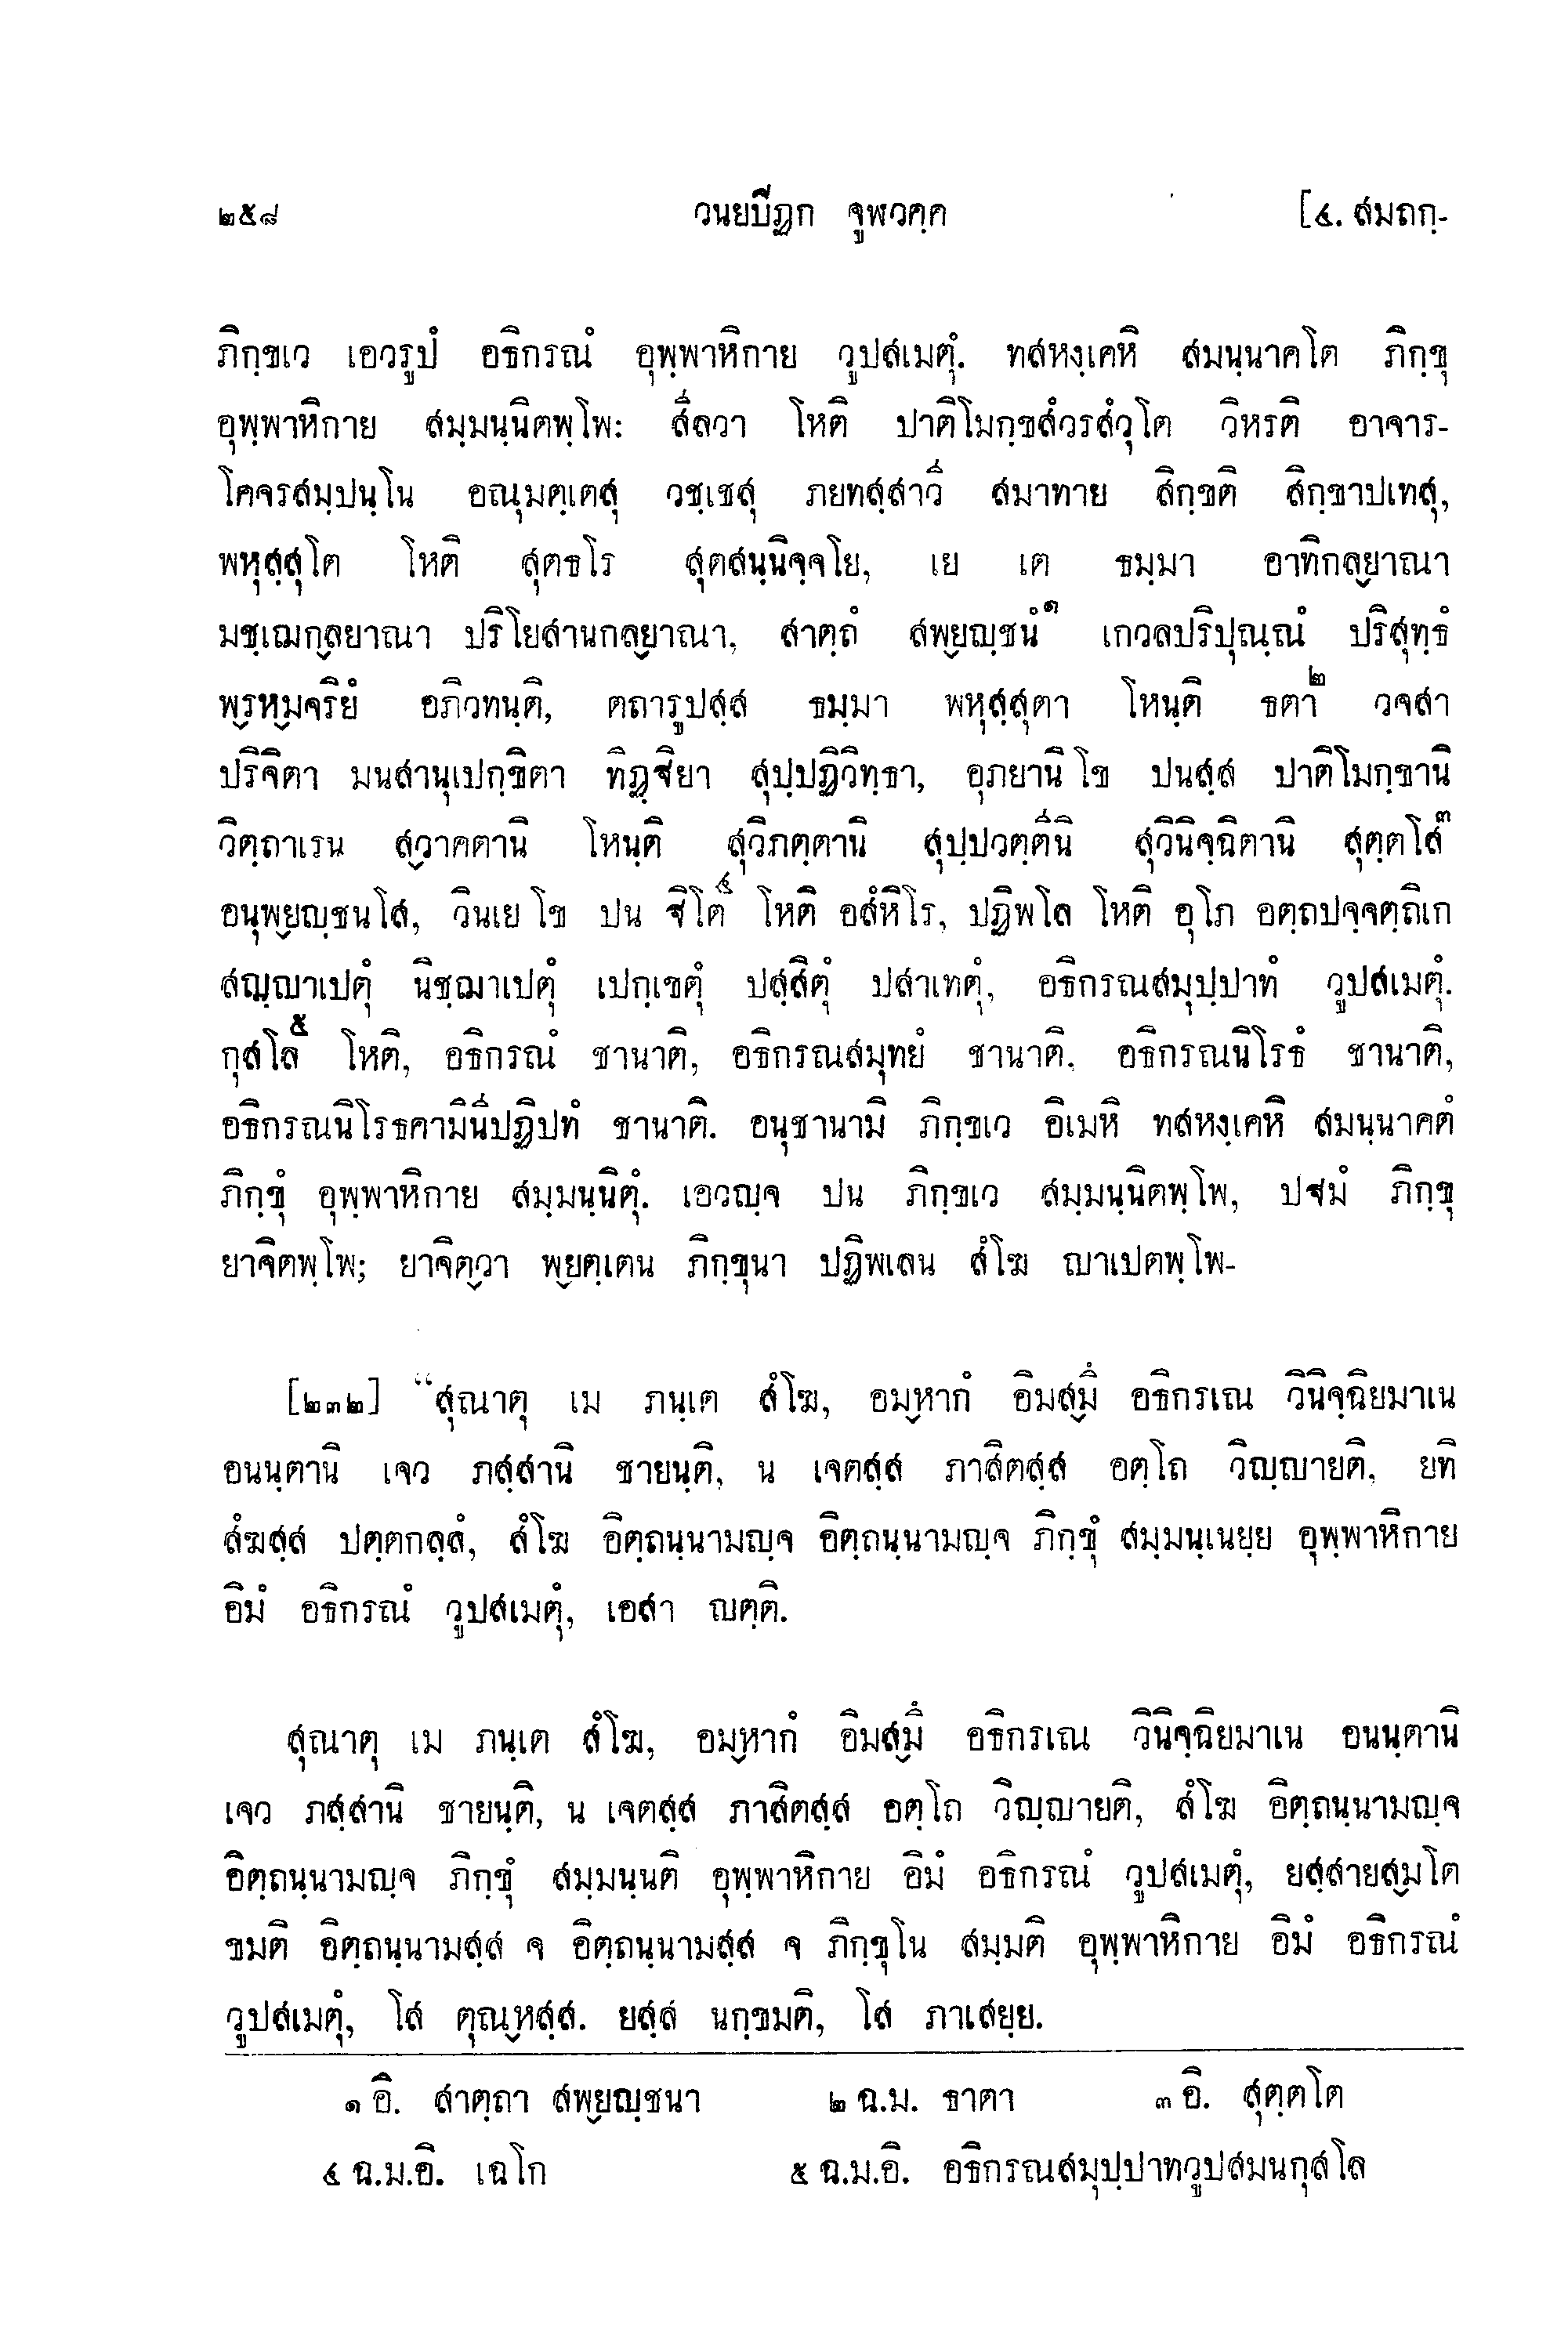 ๒๕๘ วนยปิฏก จูฬวคฺค [๔. สมถกฺ-
ภิกฺขเว เอวรูปํ อธิกรณํ อุพฺพาหิกาย วูปสเมตุํ. ทสหงฺเคหิ สมนฺนาคโต ภิกฺขุ
อุพฺพาหิกาย สมฺมนฺนิตพฺโพ: สีลวา โหติ ปาติโมกฺขสํวรสํวุโต วิหรติ อาจาร-
โคจรสมฺปนฺโน อณุมตฺเตสุ วชฺเชสุ ภยทสฺสาวี สมาทาย สิกฺขติ สิกฺขาปเทสุ,
พหุสฺสุโต โหติ สุตธโร สุตสนฺนิจฺจโย, เย เต ธมฺมา อาทิกลฺยาณา
มชฺเฌกฺลยาณา ปริโยสานกลฺยาณา, สาตฺถํ สพฺยญฺชนํ๑ เกวลปริปุณฺณํ ปริสุทฺธํ
พฺรหฺมจริยํ อภิวทนฺติ, ตถารูปสฺส ธมฺมา พหุสฺสุตา โหนฺติ ธตา๒ วจสา
ปริจิตา มนสานุเปกฺขิตา ทิฏฺฐิยา สุปฺปฏิวิทฺธา, อุภยานิ โข ปนสฺส ปาติโมกฺขานิ
วิตฺถาเรน สฺวาคตานิ โหนฺติ สุวิภตฺตานิ สุปฺปวตฺตีนิ สุวินิจฺฉิตานิ สุตฺตโส๓
อนุพฺยญฺชนโส, วินเย โข ปน ฐิโต๔ โหติ อสํหิโร, ปฏิพโล โหติ อุโภ อตฺถปจฺจตฺถิเก
สญฺญาเปตุํ นิชฺฌาเปตุํ เปกฺเขตุํ ปสฺสิตุํ ปสาเทตุํ, อธิกรณสมุปฺปาทํ วูปสเมตุํ.
กุสโล๕ โหติ, อธิกรณํ ชานาติ, อธิกรณสมุทยํ ชานาติ, อธิกรณนิโรธํ ชานาติ,
อธิกรณนิโรธคามินีปฏิปทํ ชานาติ. อนุชานามิ ภิกฺขเว อิเมหิ ทสหงฺเคหิ สมนฺนาคตํ
ภิกฺขุํ อุพฺพาหิกาย สมฺมนฺนิตุํ. เอวญฺจ ปน ภิกฺขเว สมฺมนฺนิตพฺโพ, ปฐมํ ภิกฺขุ
ยาจิตพฺโพ; ยาจิตฺวา พฺยตฺเตน ภิกฺขุนา ปฏิพเลน สํโฆ ญาเปตพฺโพ-
[๒๓๒] “สุณาตุ เม ภนฺเต สํโฆ, อมฺหากํ อิมสฺมึ อธิกรเณ วินิจฺฉิยมาเน
อนนฺตานิ เจว ภสฺสานิ ชายนฺติ, น เจตสฺส ภาสิตสฺส อตฺโถ วิญฺญายติ, ยทิ
สํฆสฺส ปตฺตกลฺลํ, สํโฆ อิตฺถนฺนามญฺจ อิตฺถนฺนามญฺจ ภิกฺขุํ สมฺมนฺเนยฺย อุพฺพาหิกาย
อิมํ อธิกรณํ วูปสเมตุํ, เอสา ญตฺติ.
สุณาตุ เม ภนฺเต สํโฆ, อมฺหากํ อิมสฺมึ อธิกรเณ วินิจฺฉิยมาเน อนนฺตานิ
เจว ภสฺสานิ ชายนฺติ, น เจตสฺส ภาสิตสฺส อตฺโถ วิญฺญายติ, สํโฆ อิตฺถนฺนามญฺจ
อิตฺถนฺนามญฺจ ภิกฺขุํ สมฺมนฺนติ อุพฺพาหิกาย อิมํ อธิกรณํ วูปสเมตุํ, ยสฺสายสฺมโต
ขมติ อิตฺถนฺนามสฺส จ อิตฺถนฺนามสฺส จ ภิกฺขุโน สมฺมติ อุพฺพาหิกาย อิมํ อธิกรณํ
วูปสเมตุํ, โส ตุณฺหสฺส. ยสฺส นกฺขมติ, โส ภาเสยฺย.
๑ อิ. สาตฺถา สพฺยญฺชนา ๒ ฉ.ม. ธาตา ๓ อิ. สุตฺตโต
๔ ฉ.ม.อิ. เฉโก ๕ ฉ.ม.อิ. อธิกรณสมุปฺปาทวูปสมนกุสโล